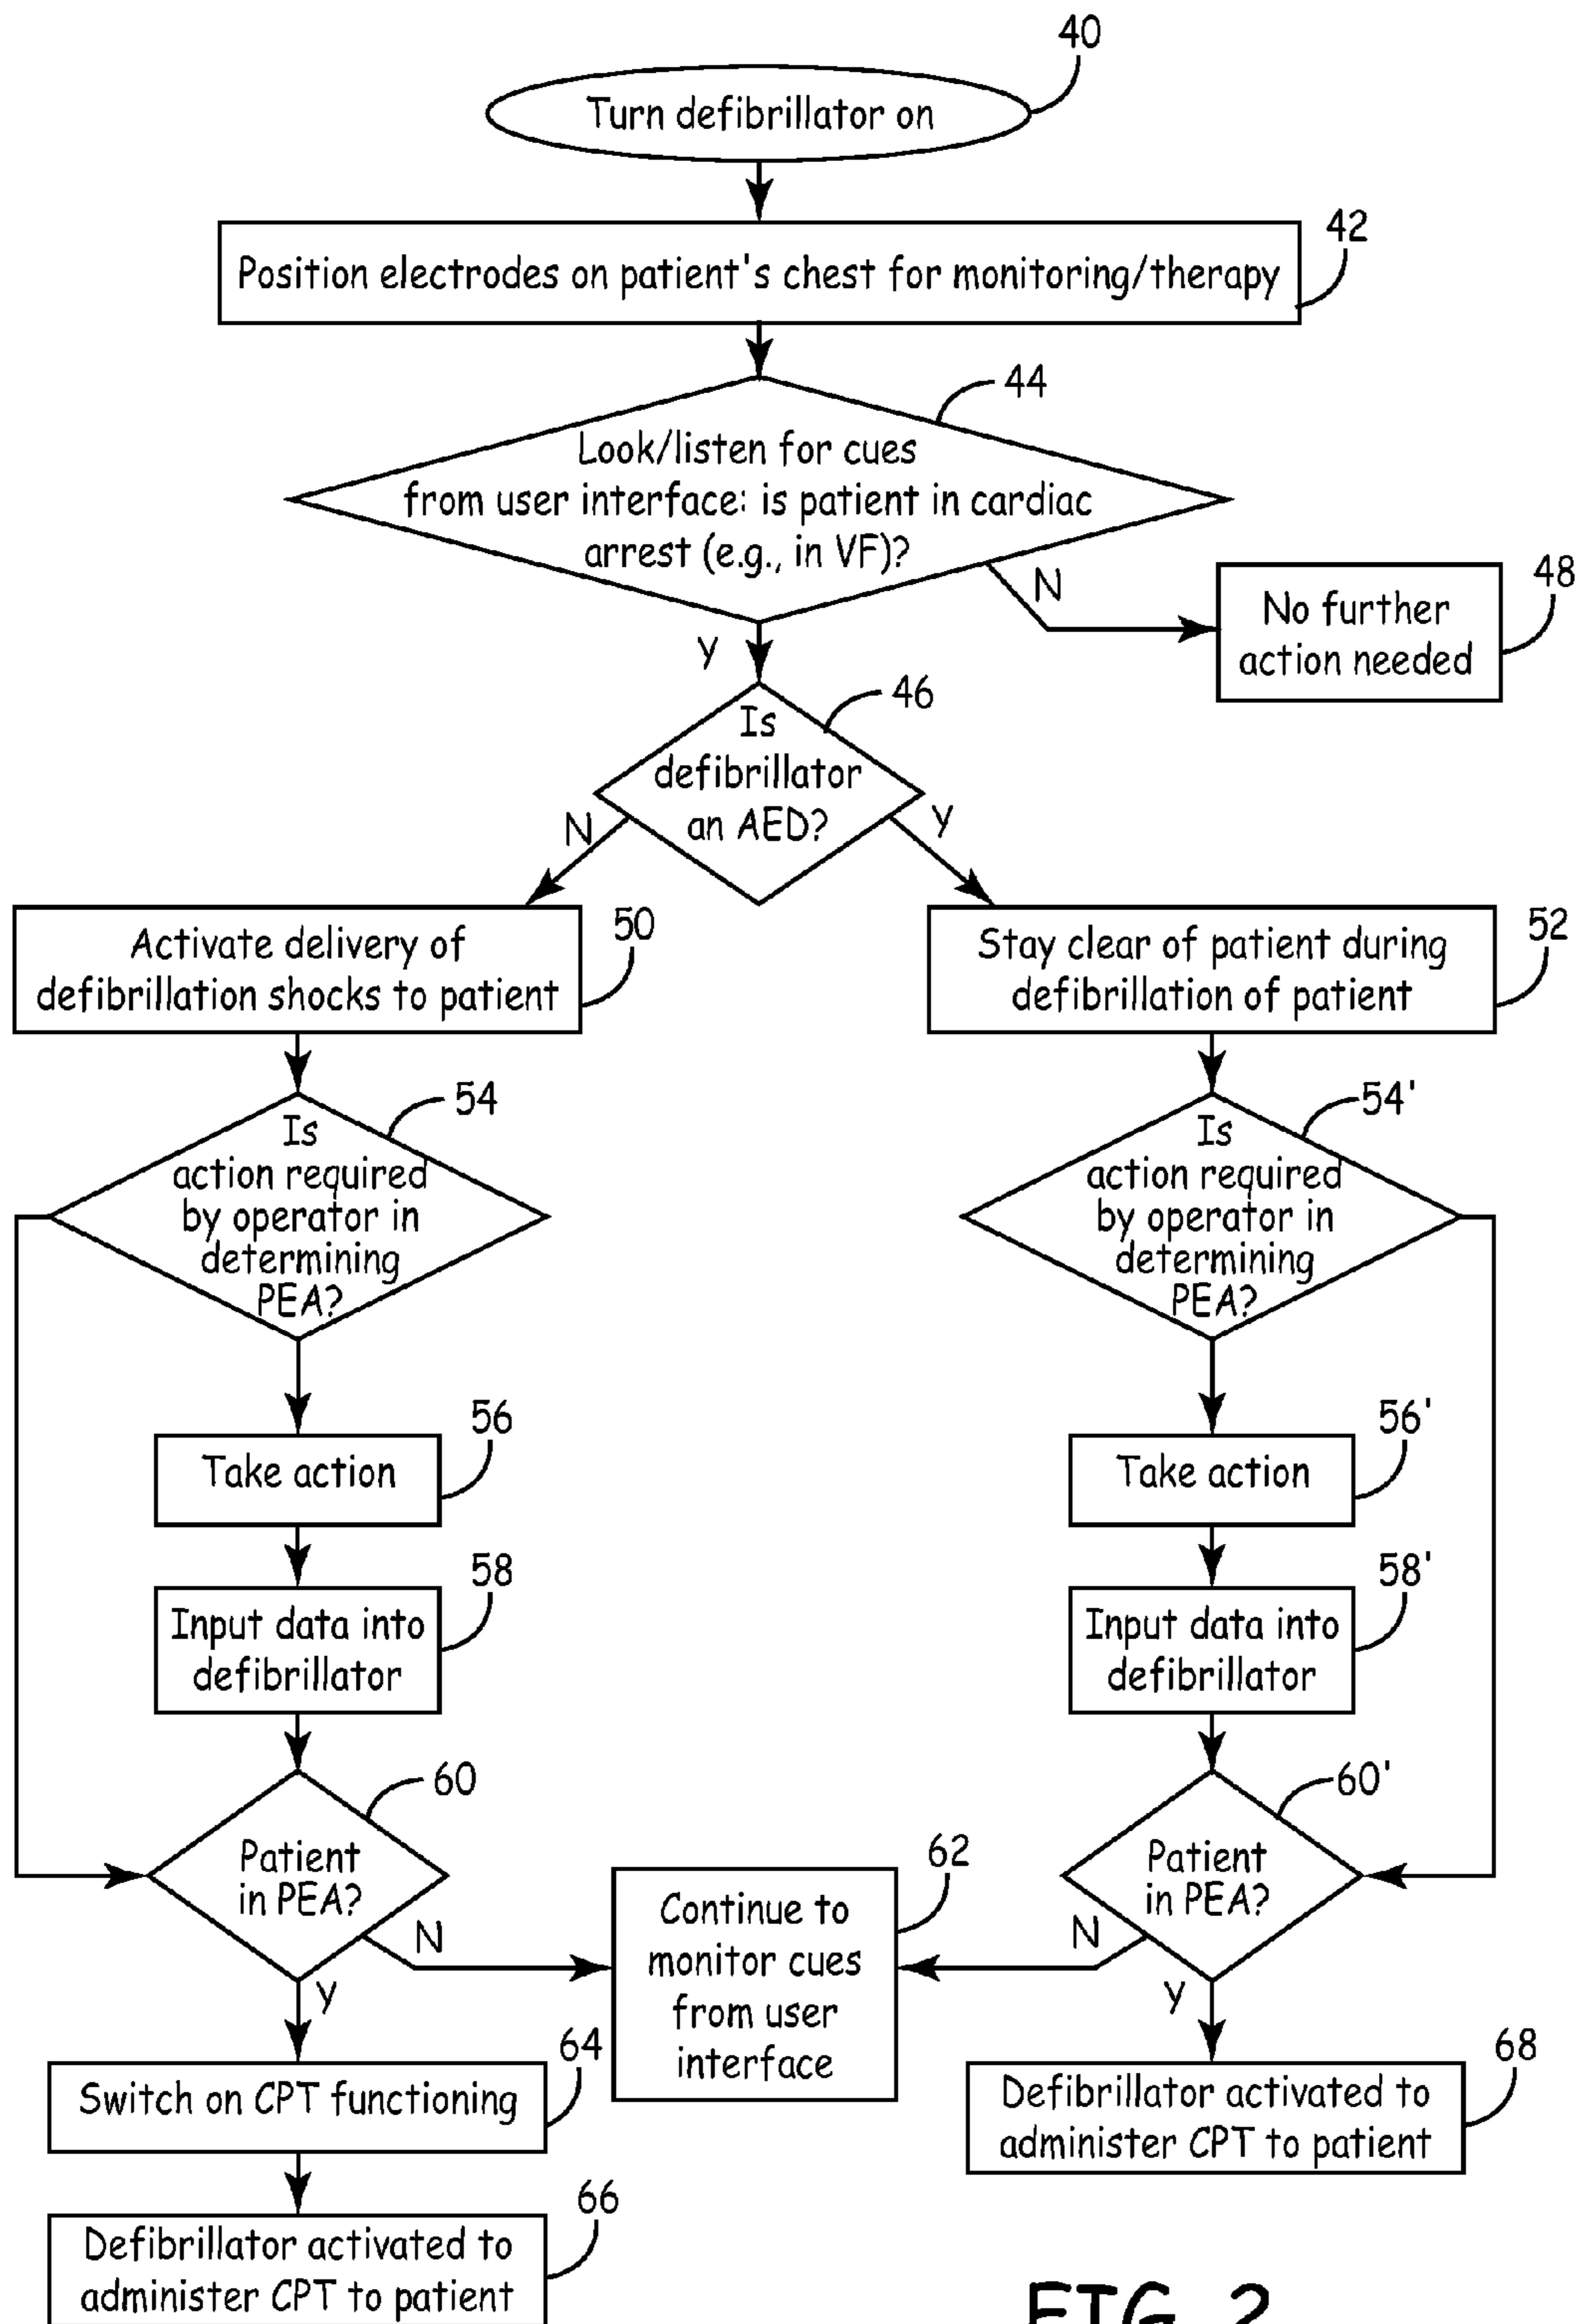 40
Turn defibrillator on
42
Position electrodes on patient's chest for monitoring/therapy
44
Look/listen for cues
from user interface: is patient in cardiac
arrest (e.g., in VF)?
N
48
No further
action needed
Y
46
Is
defibrillator
an AED?
N
Y
50
Activate delivery of
defibrillation shocks to patient
52
Stay clear of patient during
defibrillation of patient
54
Is
action required
by operator in
determining
PEA?
54'
Is
action required
by operator in
determining
PEA?
56
Take action
56'
Take action
58
Input data into
defibrillator
58'
Input data into
defibrillator
60
Patient
in PEA?
60'
Patient
in PEA?
N
62
Continue to
monitor cues
from user
interface
N
Y
Y
64
Switch on CPT functioning
68
Defibrillator activated to
administer CPT to patient
66
Defibrillator activated to
administer CPT to patient
FIG. 2